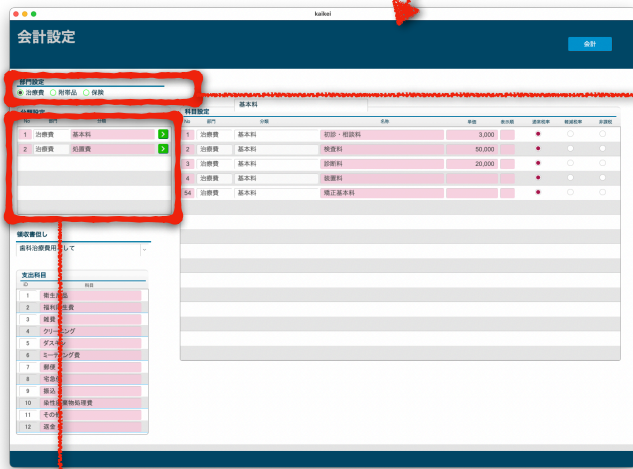 kaikei
会計設定
会計
部門設定
治療費 附帯品 保険
分類設定
No 部門 分類
1 治療費 基本料
2 治療費 処置費
科目設定
基本料
No 部門 分類 名称 単価 表示順 通常税率 軽減税率 非課税
1 治療費 基本料 初診・相談料 3,000
2 治療費 基本料 検査料 50,000
3 治療費 基本料 診断料 20,000
4 治療費 基本料 装置料
54 治療費 基本料 矯正基本料
領収書但し
歯科治療費用として
支出科目
ID 科目
1 衛生用品
2 福利厚生費
3 雑費
4 クリーニング
5 ダスキン
6 ミーティング費
7 郵便
8 宅急便
9 振込
10 染性廃棄物処理費
11 その他
12 返金